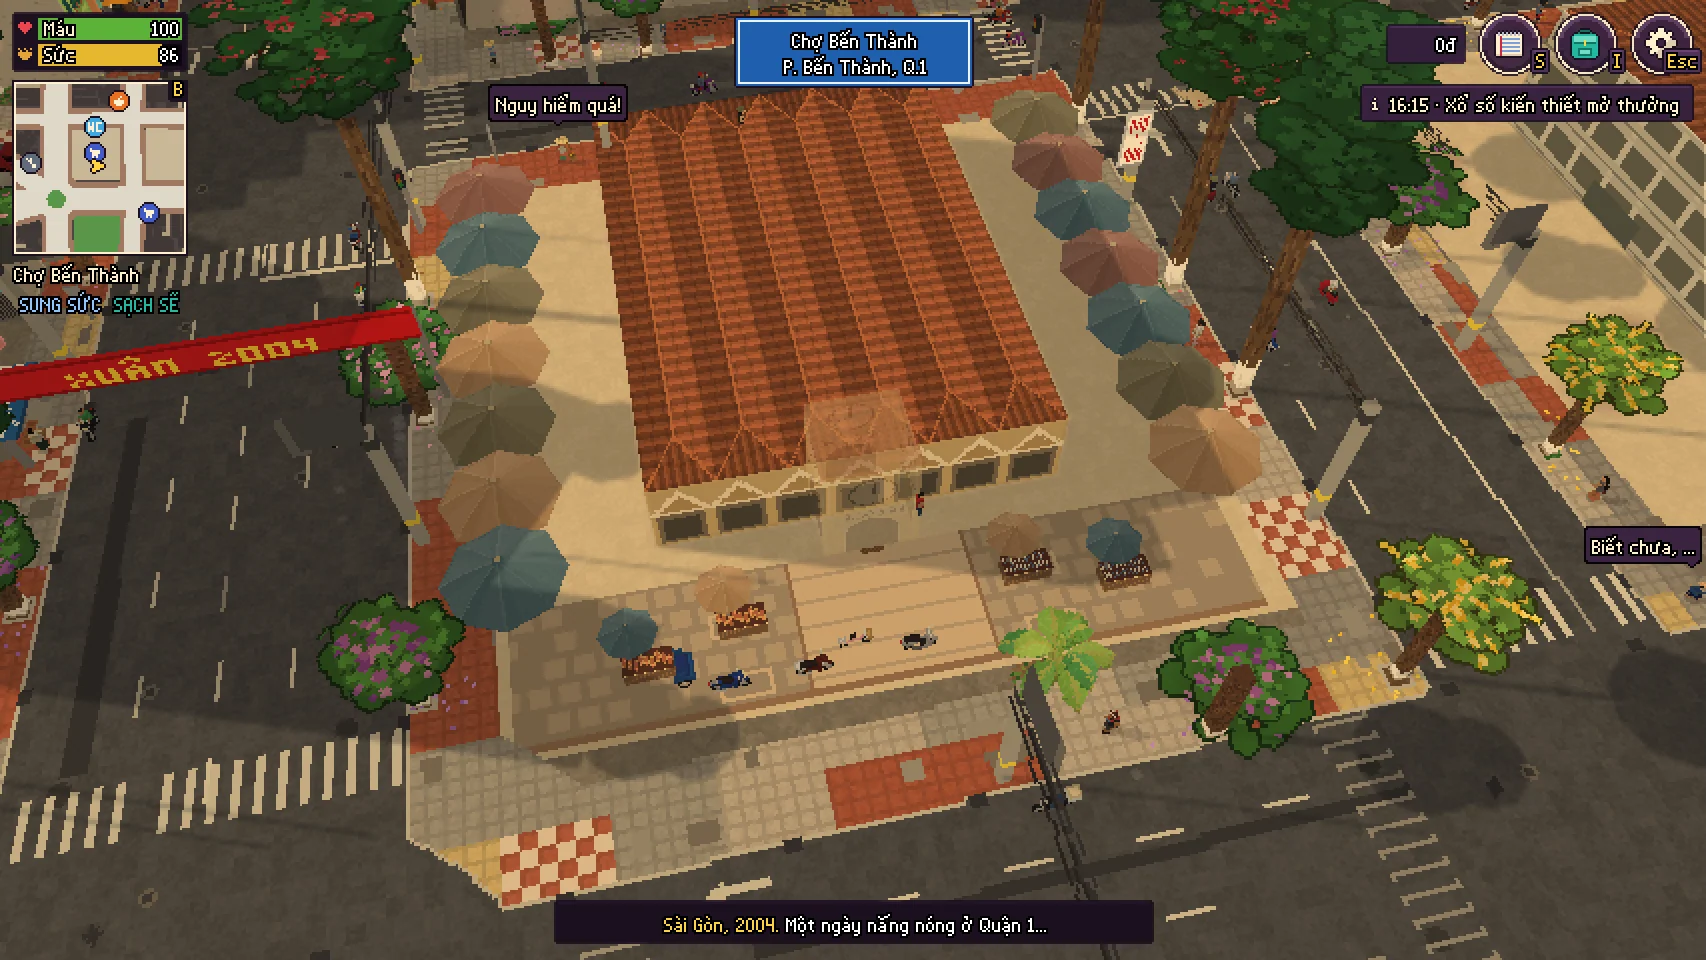 Máu 100
Sức 86
B
WC
Chợ Bến Thành
SUNG SỨC SẠCH SẼ
Chợ Bến Thành
P. Bến Thành, Q.1
0đ
S
I
Esc
i 16:15 · Xổ số kiến thiết mở thưởng
Nguy hiểm quá!
XUÂN 2004
Biết chưa, ...
Sài Gòn, 2004. Một ngày nắng nóng ở Quận 1...